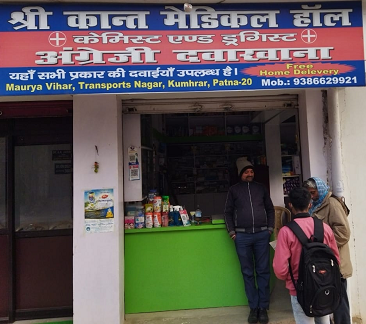 श्री कान्त मेडिकल हॉल
केमिस्ट एण्ड ड्रगिस्ट
अंग्रेजी दवाखाना
यहाँ सभी प्रकार की दवाईयाँ उपलब्ध है।
Free
Home Delevery
Maurya Vihar, Transports Nagar, Kumhrar, Patna-20
Mob.: 9386629921